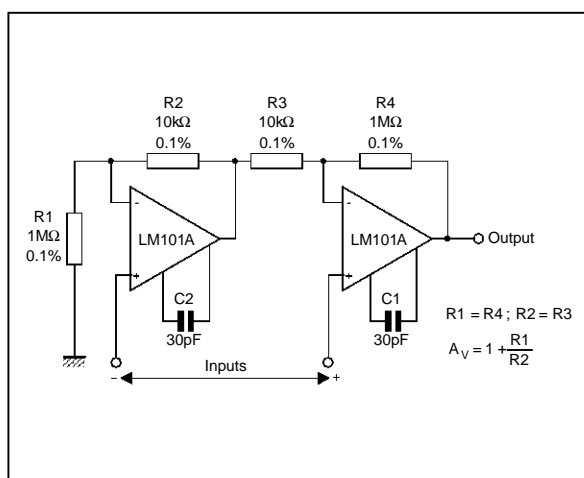 R2
10kΩ
0.1%
R3
10kΩ
0.1%
R4
1MΩ
0.1%
R1
1MΩ
0.1%
-
LM101A
+
-
LM101A
+
Output
C2
30pF
C1
30pF
- Inputs +
R1 = R4 ; R2 = R3
A_V = 1 + R1/R2